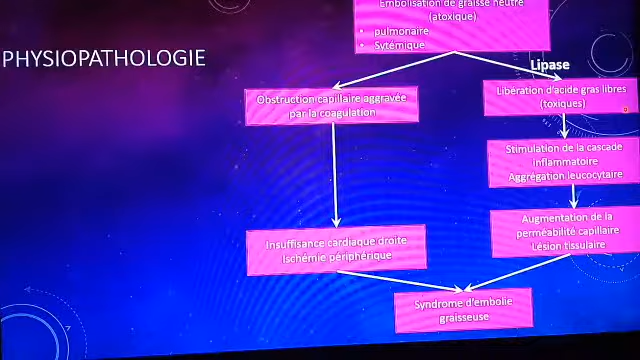 Embolisation de graisse neutre
(atoxique)
pulmonaire
Sytémique
PHYSIOPATHOLOGIE
Lipase
Obstruction capillaire aggravée
par la coagulation
Libération d'acide gras libres
(toxiques)
Stimulation de la cascade
inflammatoire
Aggrégation leucocytaire
Augmentation de la
perméabilité capillaire
Lésion tissulaire
Insuffisance cardiaque droite
Ischémie périphérique
Syndrome d'embolie
graisseuse